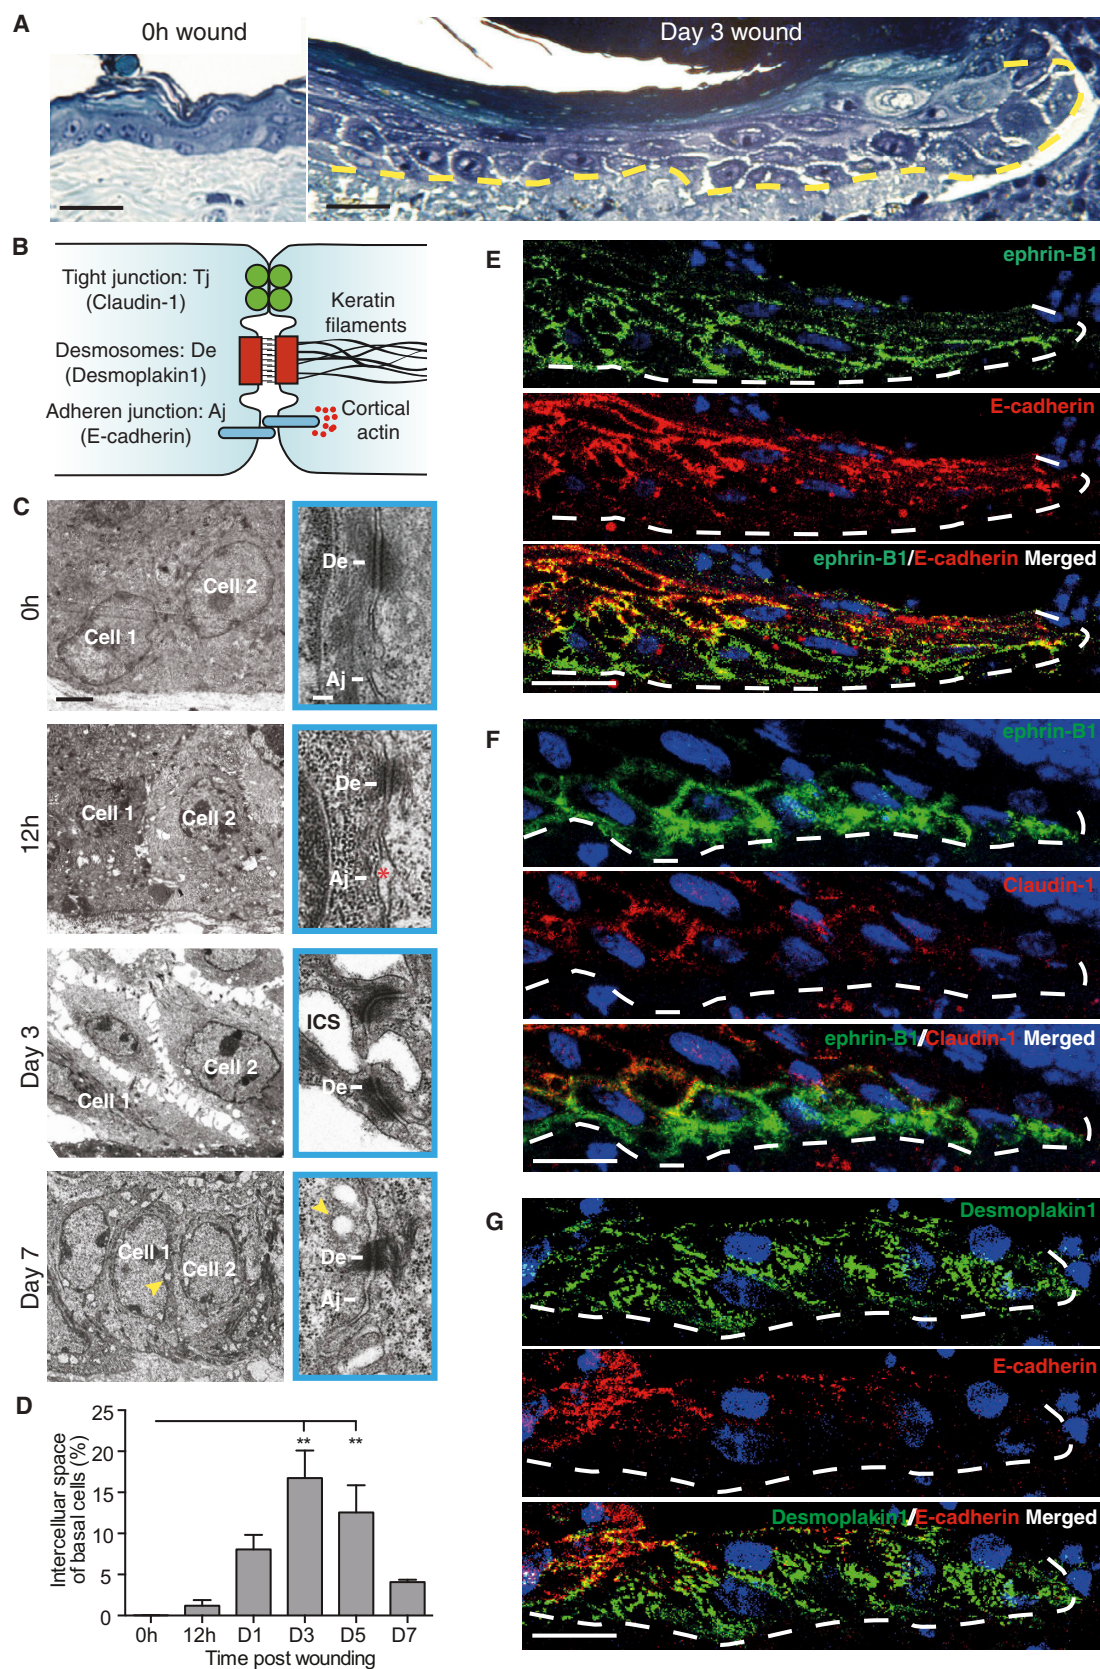 A
0h wound
Day 3 wound
B
Tight junction: Tj
(Claudin-1)
Keratin
filaments
Desmosomes: De
(Desmoplakin1)
Adheren junction: Aj
(E-cadherin)
Cortical
actin
C
0h
Cell 1
Cell 2
De
Aj
12h
Cell 1
Cell 2
De
Aj
*
Day 3
Cell 1
Cell 2
ICS
De
Day 7
Cell 1
Cell 2
De
Aj
D
Intercelluar space
of basal cells (%)
25
20
15
10
5
0
**
**
0h 12h D1 D3 D5 D7
Time post wounding
E
ephrin-B1
E-cadherin
ephrin-B1/E-cadherin Merged
F
ephrin-B1
Claudin-1
ephrin-B1/Claudin-1 Merged
G
Desmoplakin1
E-cadherin
Desmoplakin1/E-cadherin Merged